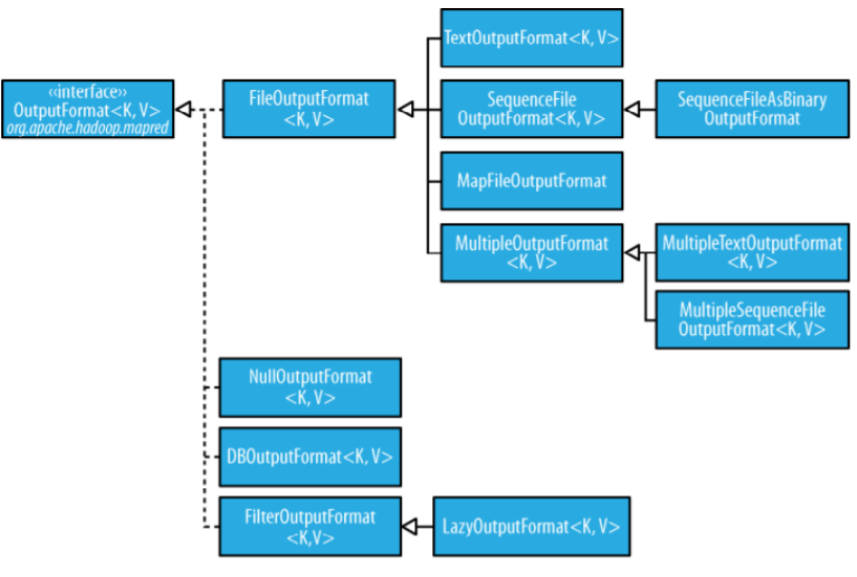 «interface»
OutputFormat<K, V>
org.apache.hadoop.mapred
FileOutputFormat
<K, V>
TextOutputFormat<K, V>
SequenceFile
OutputFormat<K, V>
SequenceFileAsBinary
OutputFormat
MapFileOutputFormat
MultipleOutputFormat
<K, V>
MultipleTextOutputFormat
<K, V>
MultipleSequenceFile
OutputFormat<K, V>
NullOutputFormat
<K, V>
DBOutputFormat<K, V>
FilterOutputFormat
<K,V>
LazyOutputFormat<K, V>